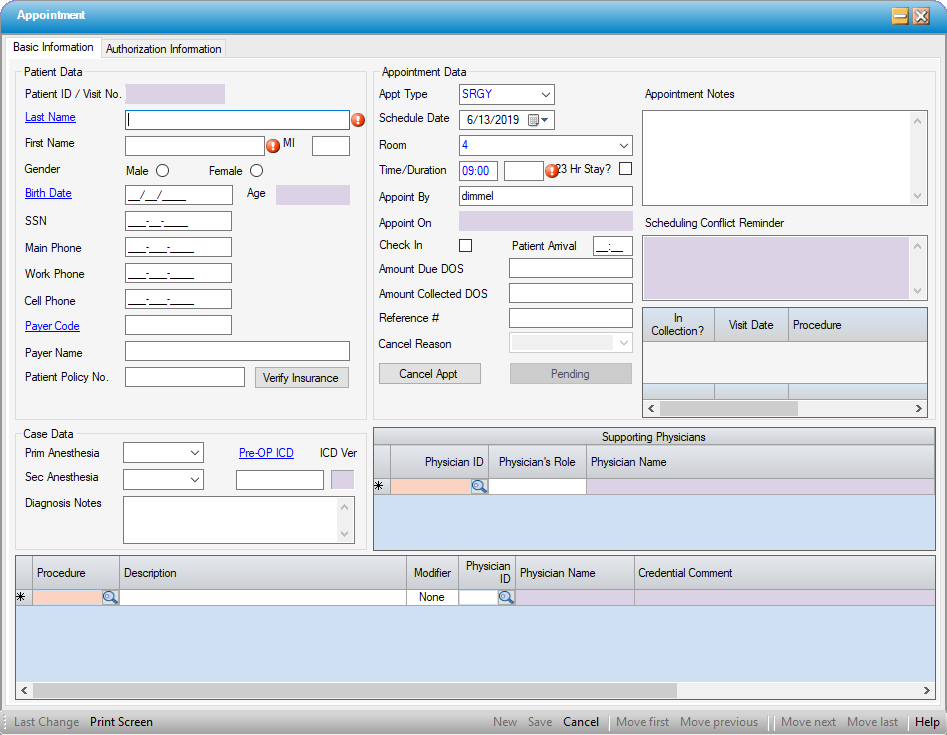 Appointment
Basic Information
Authorization Information
Patient Data
Patient ID / Visit No.
Last Name
First Name
MI
Gender
Male
Female
Birth Date
__/__/____
Age
SSN
___-__-____
Main Phone
___-___-____
Work Phone
___-___-____
Cell Phone
___-___-____
Payer Code
Payer Name
Patient Policy No.
Verify Insurance
Appointment Data
Appt Type
SRGY
Schedule Date
6/13/2019
Room
4
Time/Duration
09:00
23 Hr Stay?
Appoint By
dimmel
Appoint On
Check In
Patient Arrival
__:__
Amount Due DOS
Amount Collected DOS
Reference #
Cancel Reason
Cancel Appt
Pending
Appointment Notes
Scheduling Conflict Reminder
In
Collection?
Visit Date
Procedure
Case Data
Prim Anesthesia
Pre-OP ICD
ICD Ver
Sec Anesthesia
Diagnosis Notes
Supporting Physicians
Physician ID
Physician's Role
Physician Name
Procedure
Description
Modifier
Physician
ID
Physician Name
Credential Comment
None
Last Change
Print Screen
New
Save
Cancel
Move first
Move previous
Move next
Move last
Help